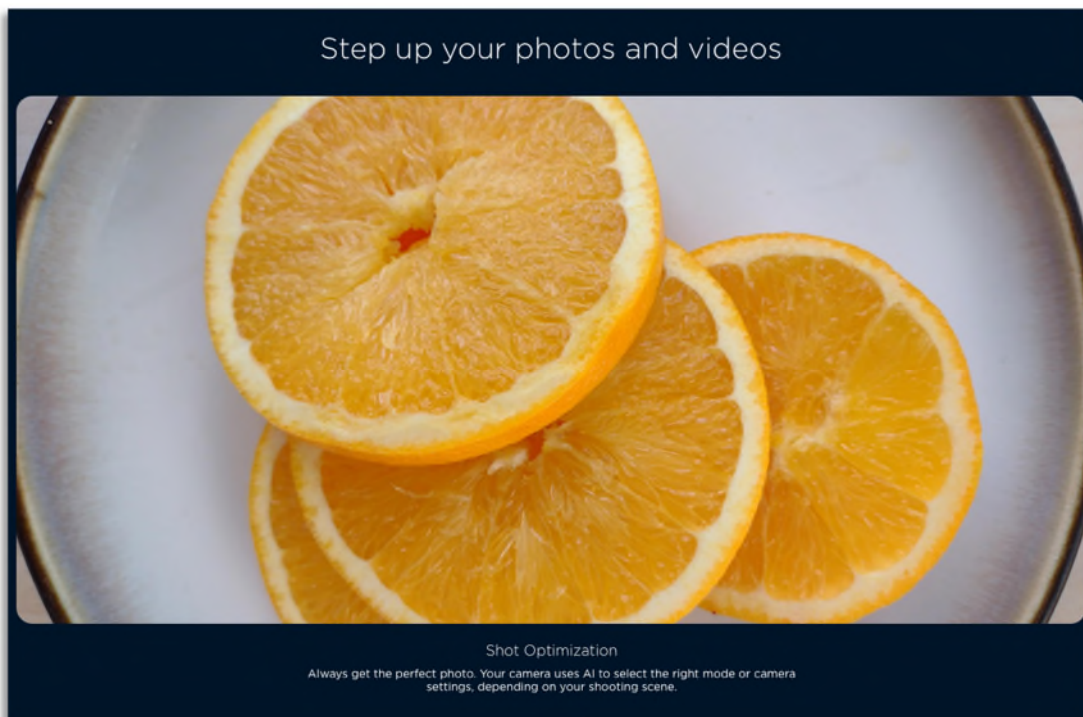 Step up your photos and videos
Shot Optimization
Always get the perfect photo. Your camera uses AI to select the right mode or camera
settings, depending on your shooting scene.